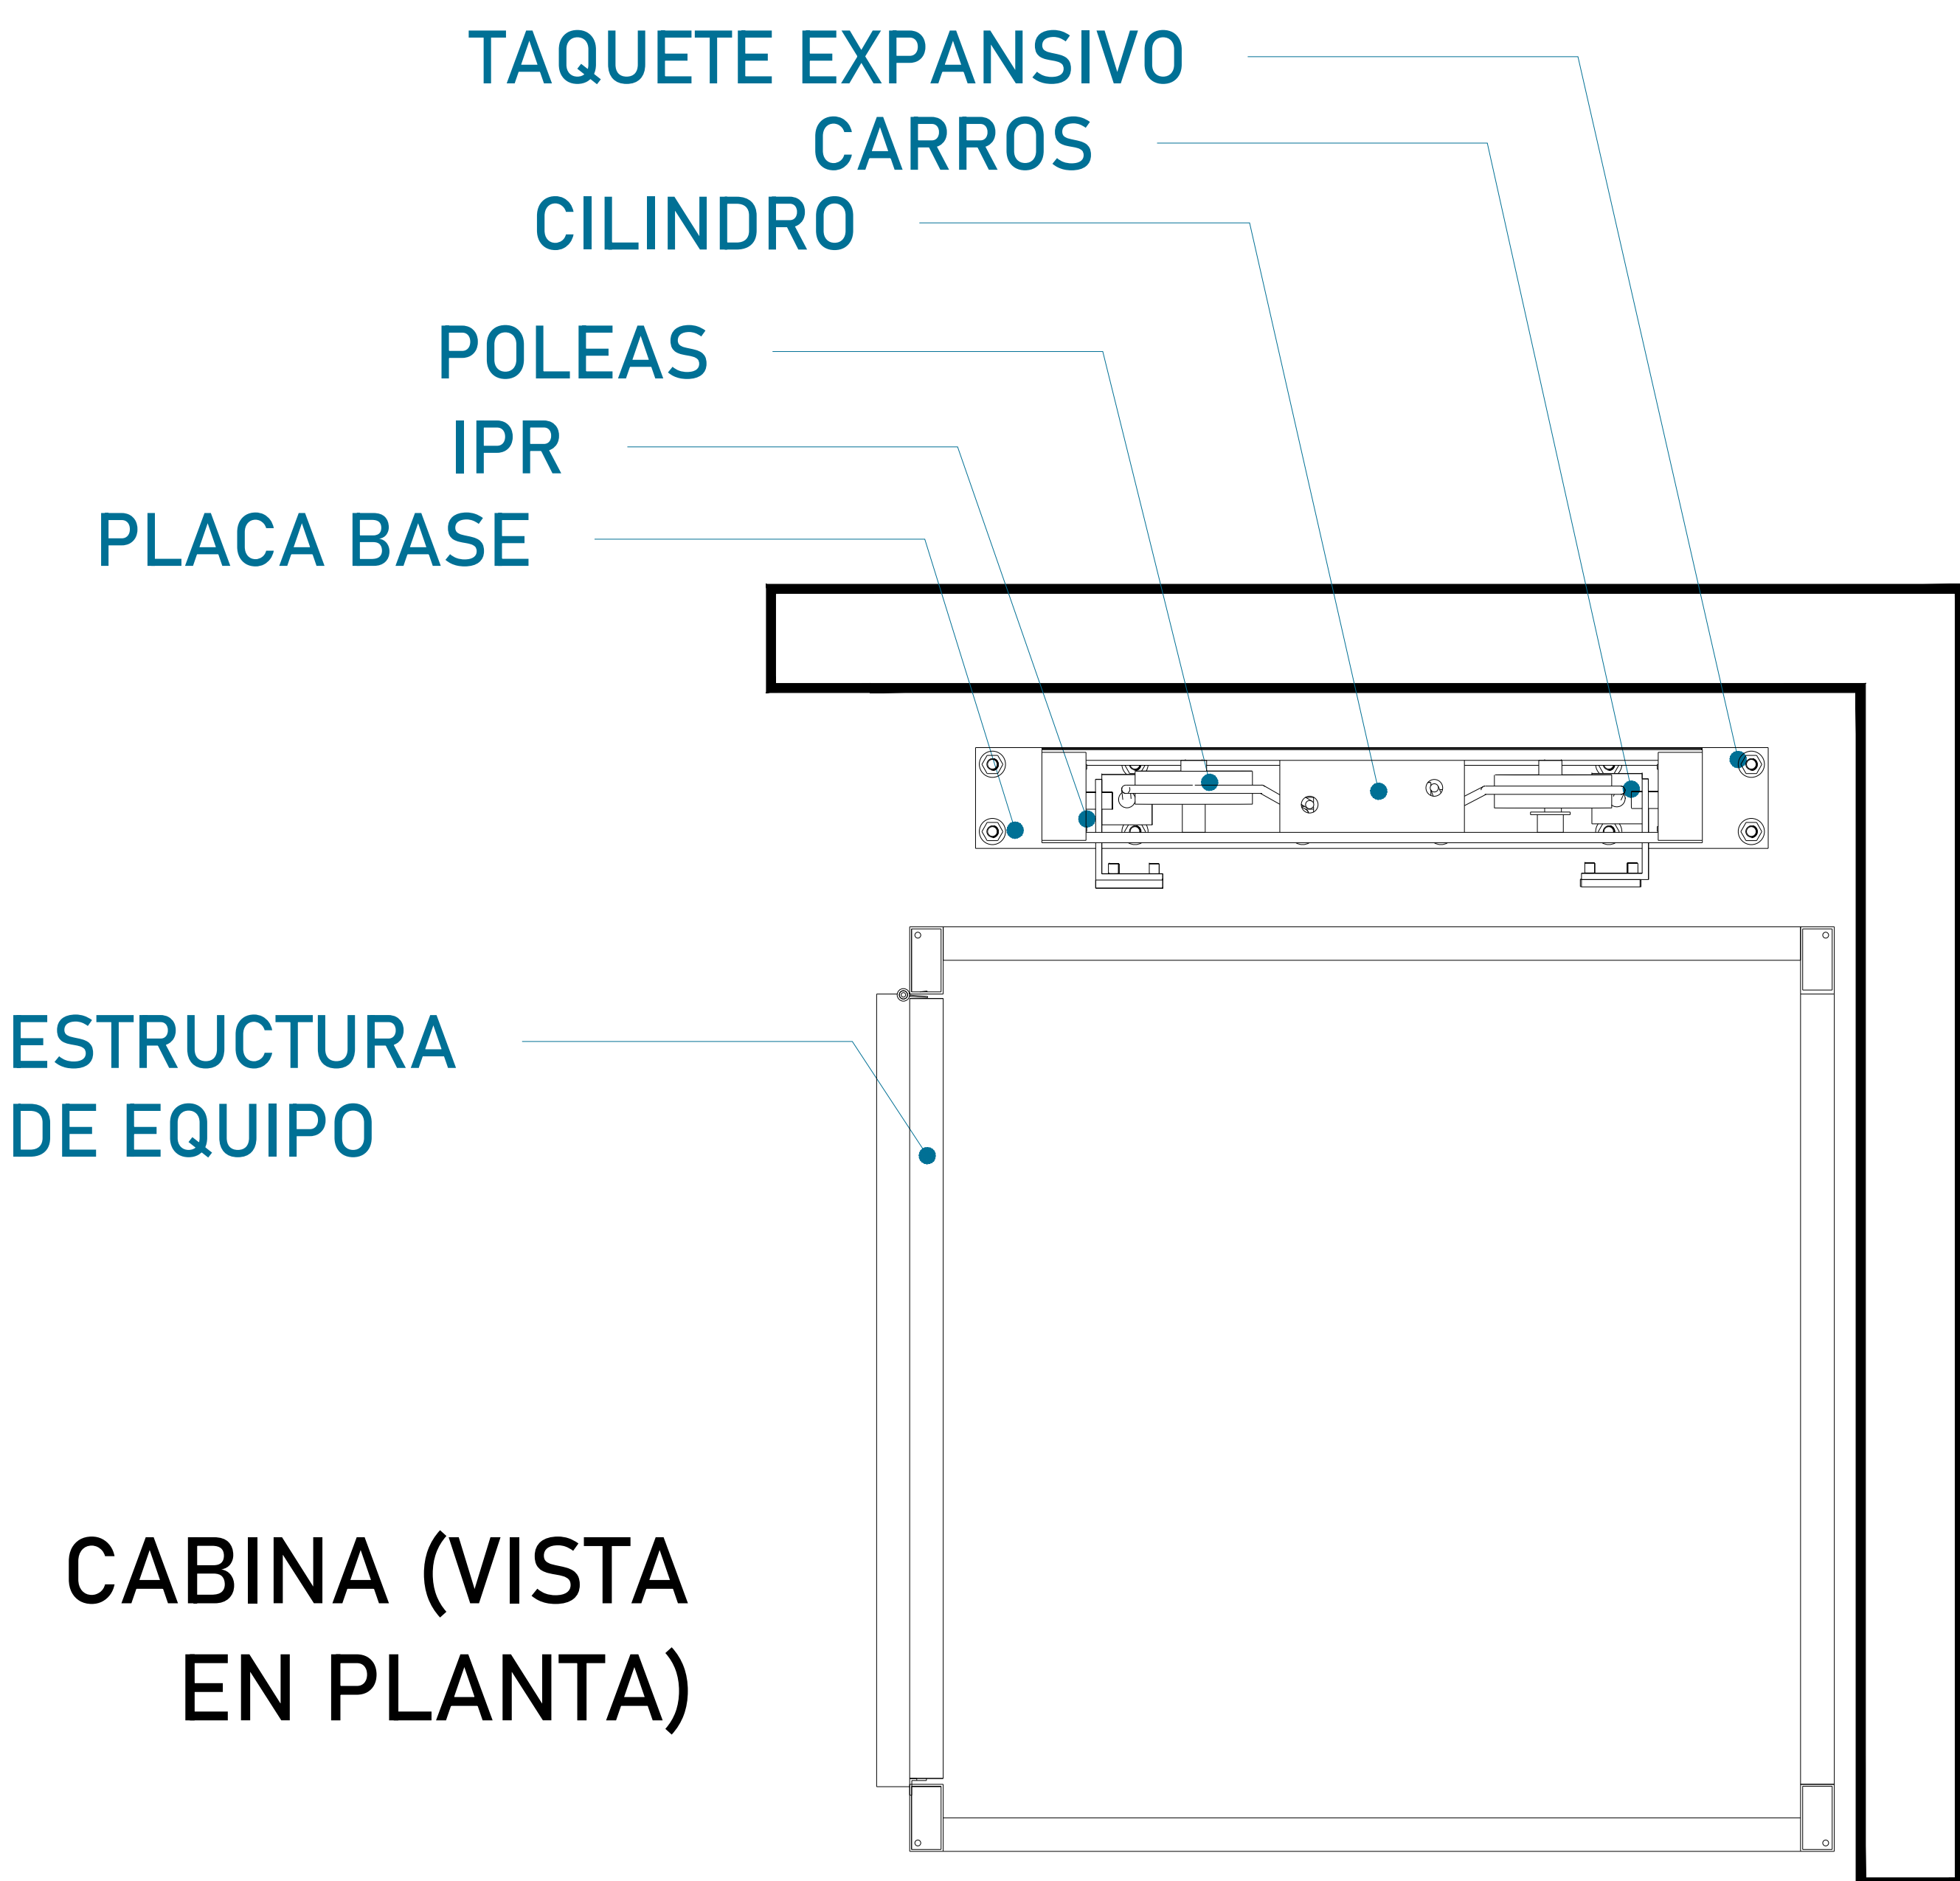 TAQUETE EXPANSIVO
CARROS
CILINDRO
POLEAS
IPR
PLACA BASE
ESTRUCTURA
DE EQUIPO
CABINA (VISTA
EN PLANTA)